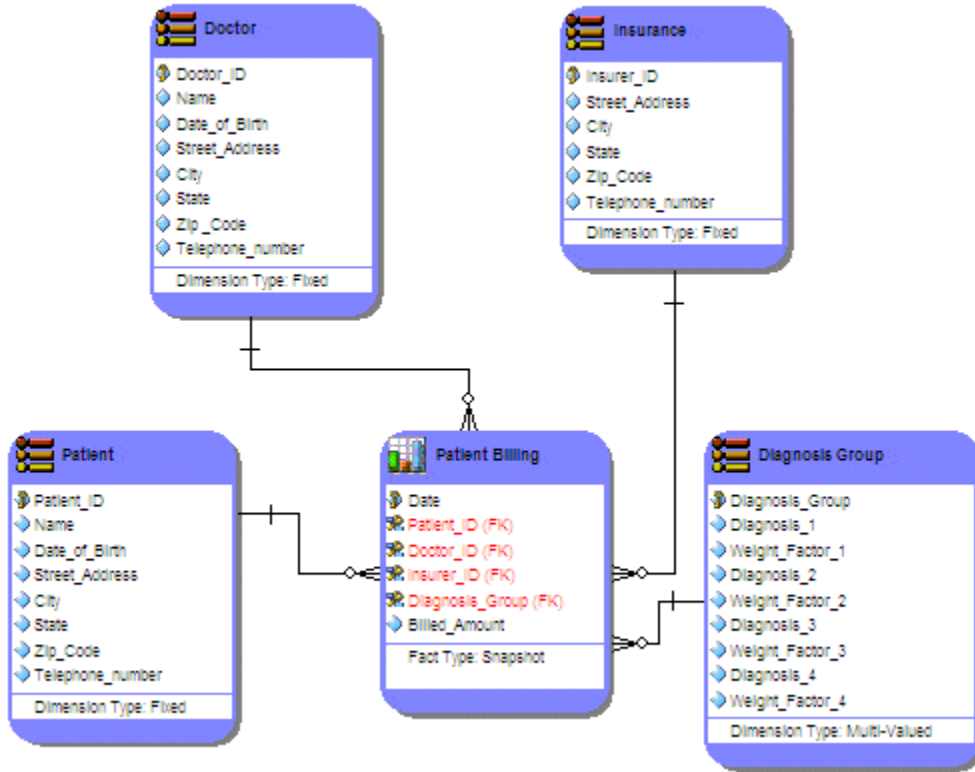 Doctor
Doctor_ID
Name
Date_of_Birth
Street_Address
City
State
Zip _Code
Telephone_number
Dimension Type: Fixed
Insurance
Insurer_ID
Street_Address
City
State
Zip_Code
Telephone_number
Dimension Type: Fixed
Patient
Patient_ID
Name
Date_of_Birth
Street_Address
City
State
Zip_Code
Telephone_number
Dimension Type: Fixed
Patient Billing
Date
Patient_ID (FK)
Doctor_ID (FK)
Insurer_ID (FK)
Diagnosis_Group (FK)
Billed_Amount
Fact Type: Snapshot
Diagnosis Group
Diagnosis_Group
Diagnosis_1
Weight_Factor_1
Diagnosis_2
Weight_Factor_2
Diagnosis_3
Weight_Factor_3
Diagnosis_4
Weight_Factor_4
Dimension Type: Multi-Valued